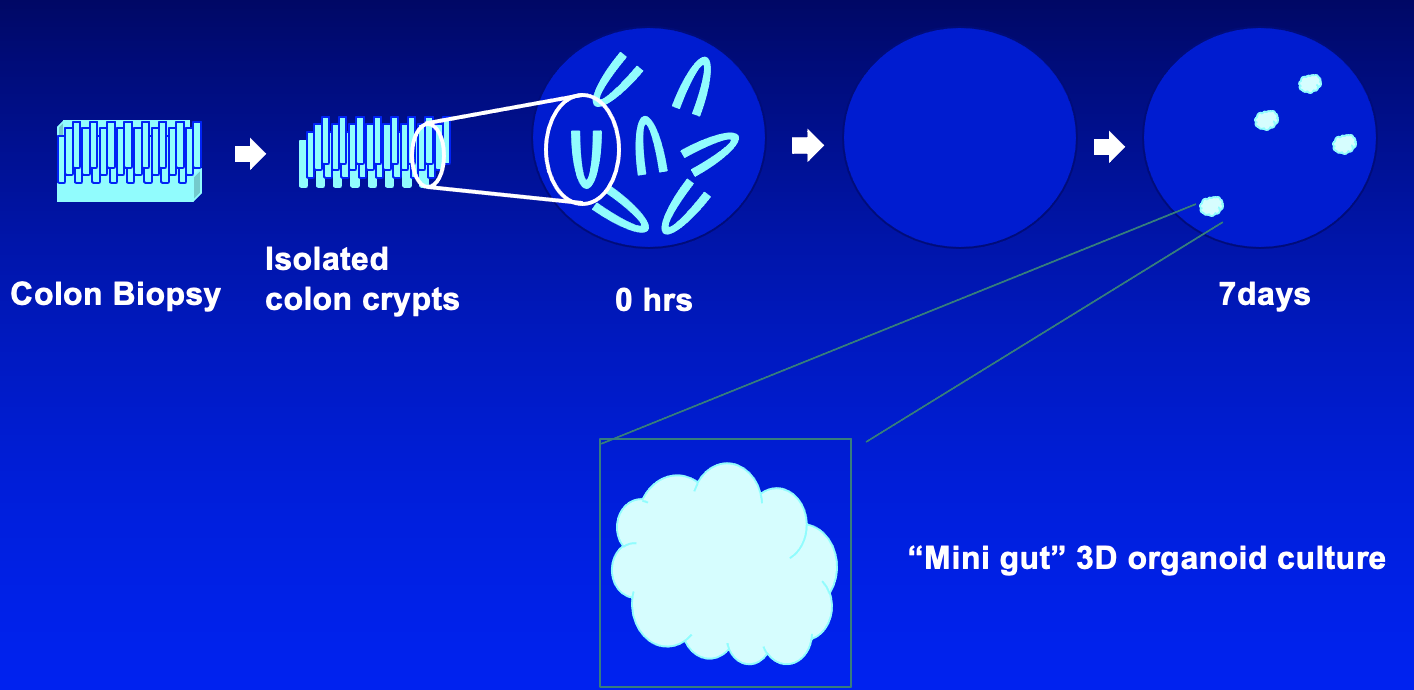 Colon Biopsy
Isolated
colon crypts
0 hrs
7days
“Mini gut” 3D organoid culture